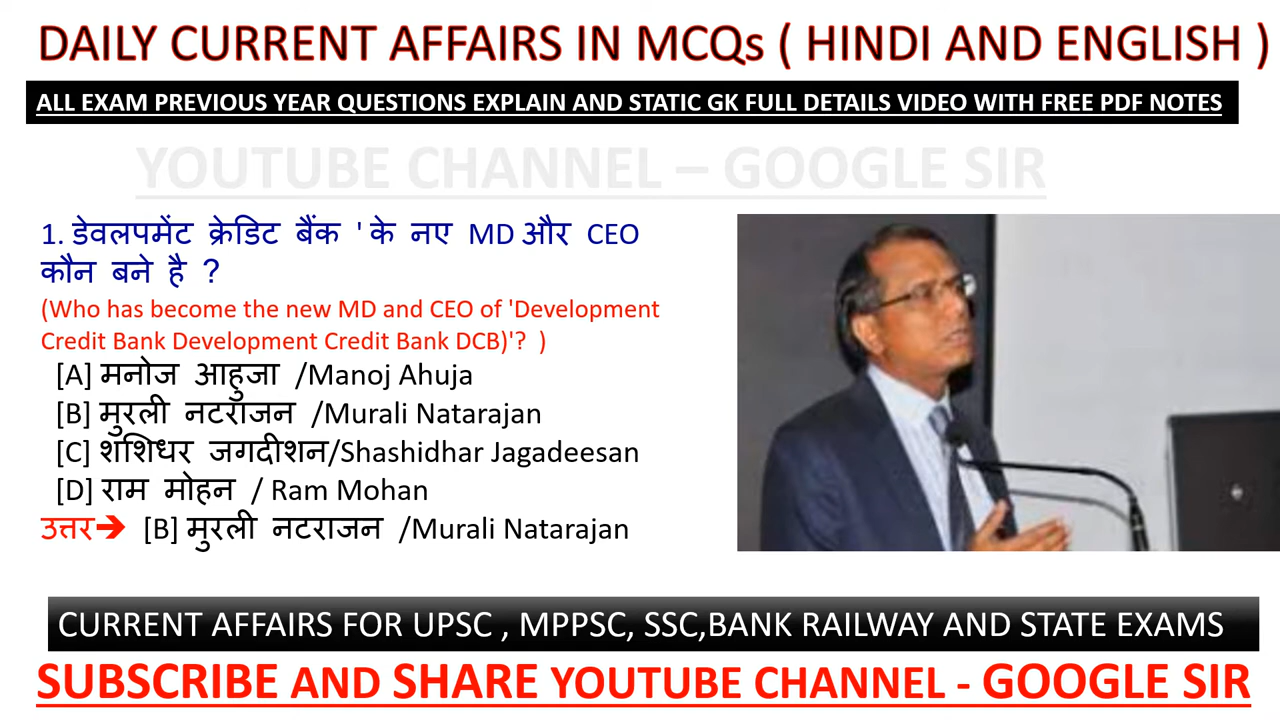 DAILY CURRENT AFFAIRS IN MCQs ( HINDI AND ENGLISH )
ALL EXAM PREVIOUS YEAR QUESTIONS EXPLAIN AND STATIC GK FULL DETAILS VIDEO WITH FREE PDF NOTES
YOUTUBE CHANNEL – GOOGLE SIR
1. डेवलपमेंट क्रेडिट बैंक ' के नए MD और CEO
कौन बने है ?
(Who has become the new MD and CEO of 'Development
Credit Bank Development Credit Bank DCB)'? )
[A] मनोज आहुजा /Manoj Ahuja
[B] मुरली नटराजन /Murali Natarajan
[C] शशिधर जगदीशन/Shashidhar Jagadeesan
[D] राम मोहन / Ram Mohan
उत्तर➔ [B] मुरली नटराजन /Murali Natarajan
CURRENT AFFAIRS FOR UPSC , MPPSC, SSC,BANK RAILWAY AND STATE EXAMS
SUBSCRIBE AND SHARE YOUTUBE CHANNEL - GOOGLE SIR